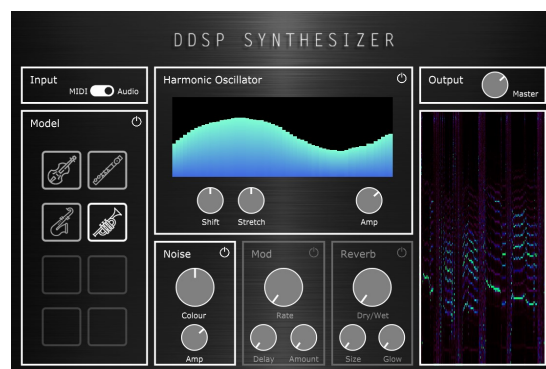 DDSP SYNTHESIZER
Input
MIDI Audio
Harmonic Oscillator
Output
Master
Model
Shift Stretch Amp
Noise Mod Reverb
Colour Rate Dry/Wet
Amp Delay Amount Size Glow